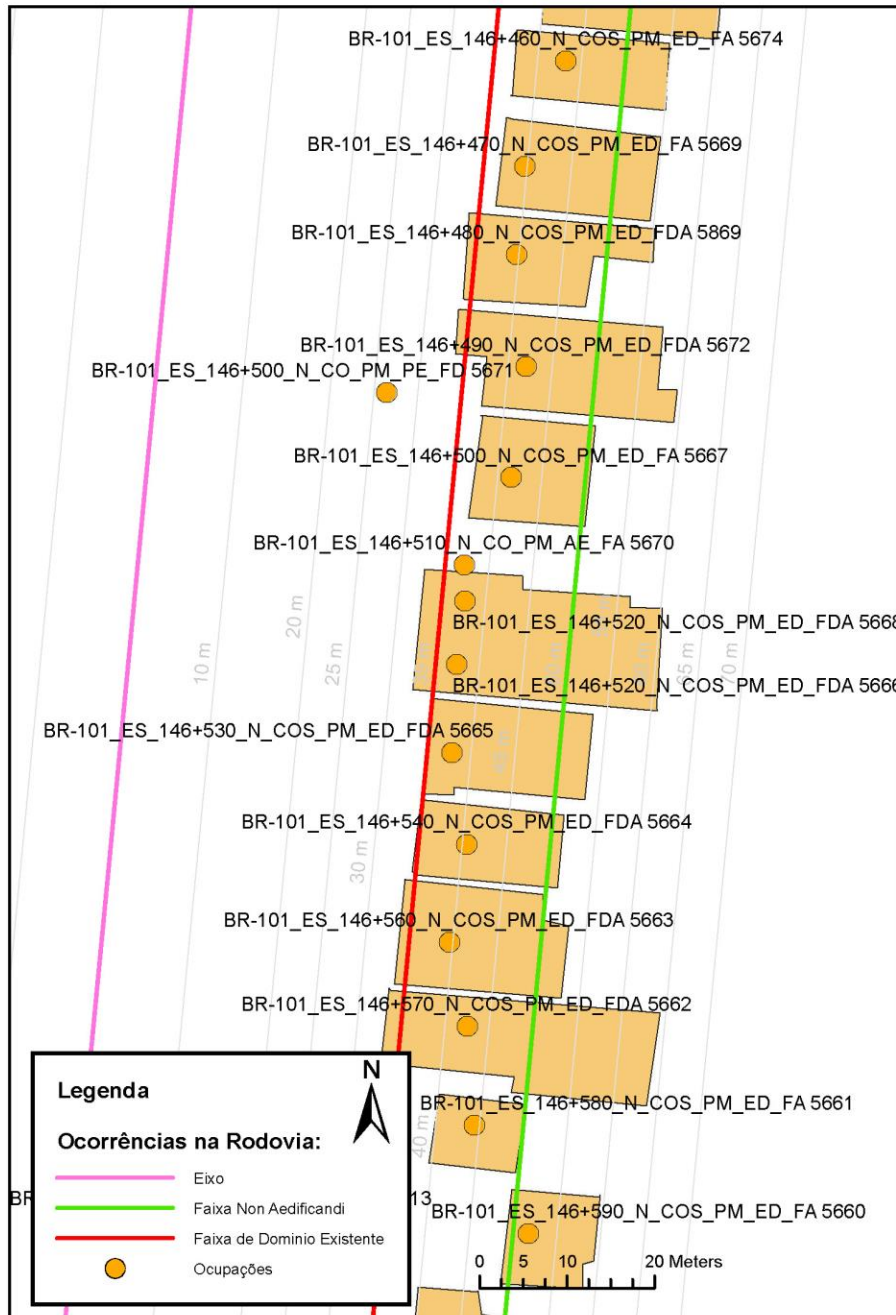 BR-101_ES_146+460_N_COS_PM_ED_FA 5674
BR-101_ES_146+470_N_COS_PM_ED_FA 5669
BR-101_ES_146+480_N_COS_PM_ED_FDA 5869
BR-101_ES_146+490_N_COS_PM_ED_FDA 5672
BR-101_ES_146+500_N_CO_PM_PE_FD 5671
BR-101_ES_146+500_N_COS_PM_ED_FA 5667
BR-101_ES_146+510_N_CO_PM_AE_FA 5670
BR-101_ES_146+520_N_COS_PM_ED_FDA 5668
20 m
10 m
25 m
65 m
70 m
BR-101_ES_146+520_N_COS_PM_ED_FDA 5666
BR-101_ES_146+530_N_COS_PM_ED_FDA 5665
45 m
BR-101_ES_146+540_N_COS_PM_ED_FDA 5664
30 m
BR-101_ES_146+560_N_COS_PM_ED_FDA 5663
BR-101_ES_146+570_N_COS_PM_ED_FDA 5662
BR-101_ES_146+580_N_COS_PM_ED_FA 5661
40 m
BR-101_ES_146+590_N_COS_PM_ED_FA 5660
N
Legenda
Ocorrências na Rodovia:
Eixo
Faixa Non Aedificandi
Faixa de Dominio Existente
Ocupações
13
0 5 10 20 Meters